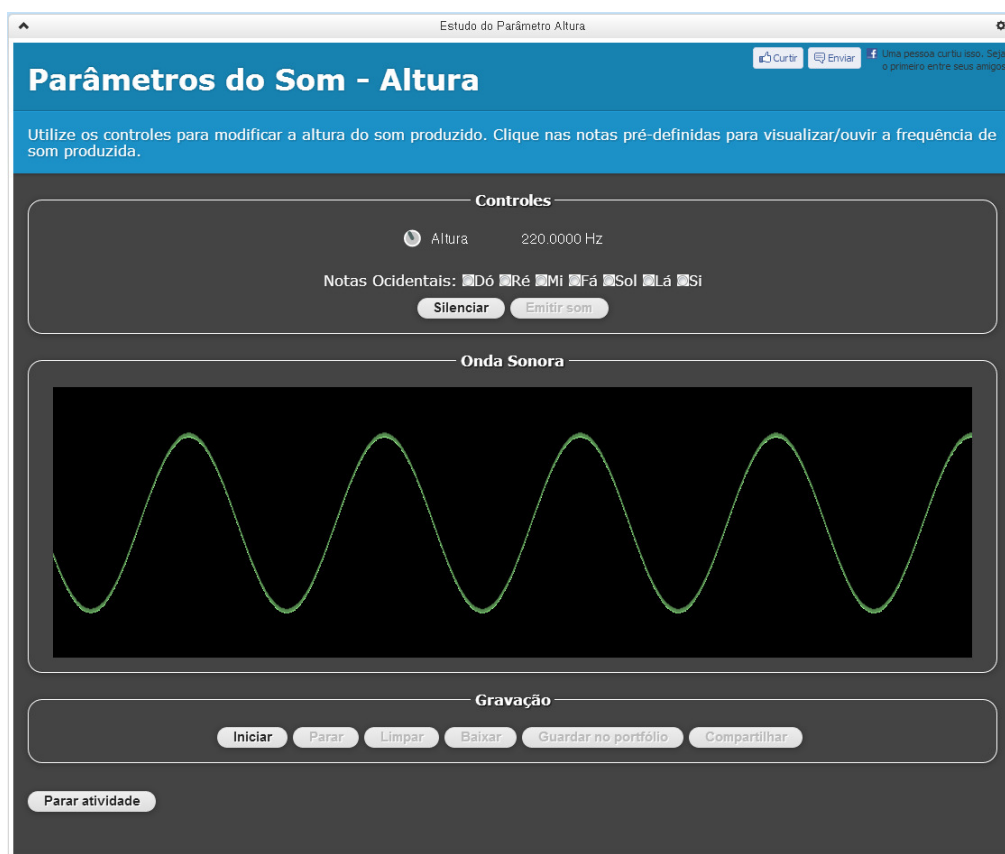 Estudo do Parâmetro Altura
Parâmetros do Som - Altura
Curtir Enviar Uma pessoa curtiu isso. Seja
o primeiro entre seus amigos
Utilize os controles para modificar a altura do som produzido. Clique nas notas pré-definidas para visualizar/ouvir a frequência de
som produzida.
Controles
Altura 220.0000 Hz
Notas Ocidentais: Dó Ré Mi Fá Sol Lá Si
Silenciar Emitir som
Onda Sonora
Gravação
Iniciar Parar Limpar Baixar Guardar no portfólio Compartilhar
Parar atividade